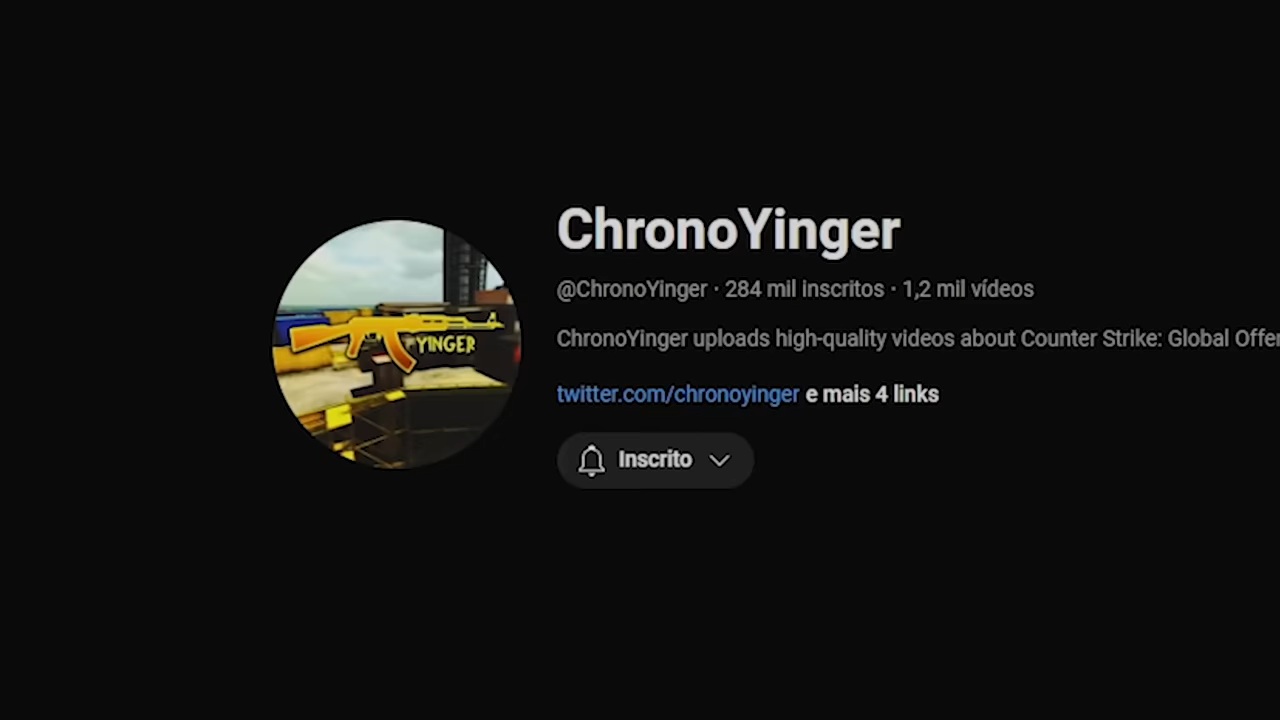 ChronoYinger
@ChronoYinger · 284 mil inscritos · 1,2 mil vídeos
YINGER
ChronoYinger uploads high-quality videos about Counter Strike: Global Offen
twitter.com/chronoyinger e mais 4 links
Inscrito